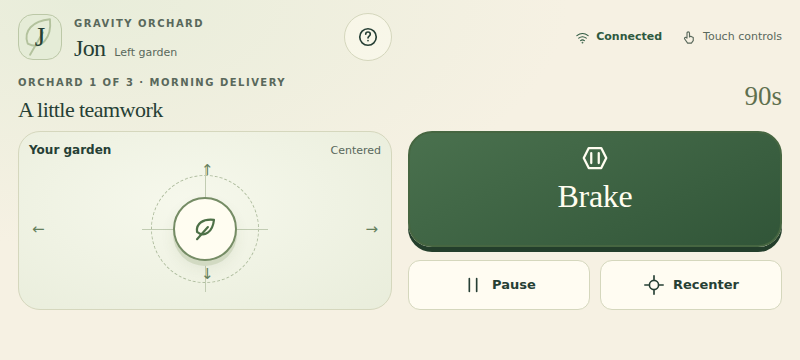 J
GRAVITY ORCHARD
Jon Left garden
Connected
Touch controls
ORCHARD 1 OF 3 · MORNING DELIVERY
A little teamwork
90s
Your garden
Centered
↑
←
→
↓
Brake
Pause
Recenter